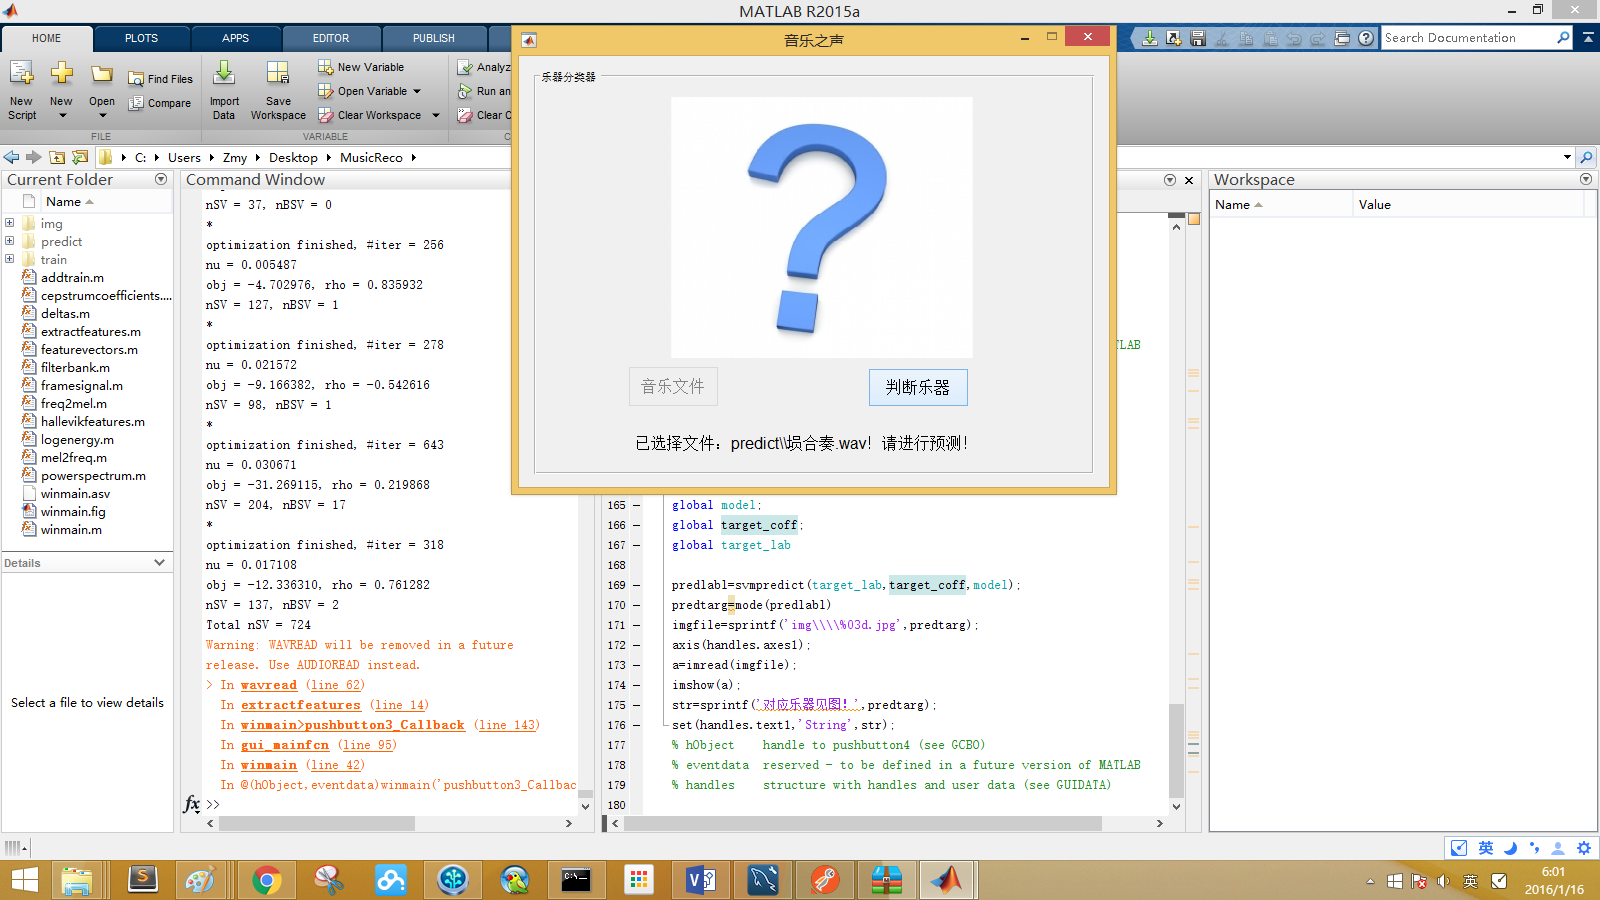 MATLAB R2015a
HOME
PLOTS
APPS
EDITOR
PUBLISH
Search Documentation
New Script
New
Open
Find Files
Compare
Import Data
Save Workspace
New Variable
Open Variable
Clear Workspace
Analyz
Run an
Clear C
FILE
VARIABLE
C
C: Users Zmy Desktop MusicReco
音乐之声
乐器分类器
音乐文件
判断乐器
已选择文件：predict\\埙合奏.wav！请进行预测！
Current Folder
Name
img
predict
train
addtrain.m
cepstrumcoefficients....
deltas.m
extractfeatures.m
featurevectors.m
filterbank.m
framesignal.m
freq2mel.m
hallevikfeatures.m
logenergy.m
mel2freq.m
powerspectrum.m
winmain.asv
winmain.fig
winmain.m
Details
Select a file to view details
Command Window
nSV = 37, nBSV = 0
*
optimization finished, #iter = 256
nu = 0.005487
obj = -4.702976, rho = 0.835932
nSV = 127, nBSV = 1
*
optimization finished, #iter = 278
nu = 0.021572
obj = -9.166382, rho = -0.542616
nSV = 98, nBSV = 1
*
optimization finished, #iter = 643
nu = 0.030671
obj = -31.269115, rho = 0.219868
nSV = 204, nBSV = 17
*
optimization finished, #iter = 318
nu = 0.017108
obj = -12.336310, rho = 0.761282
nSV = 137, nBSV = 2
Total nSV = 724
Warning: WAVREAD will be removed in a future
release. Use AUDIOREAD instead.
> In wavread (line 62)
In extractfeatures (line 14)
In winmain>pushbutton3_Callback (line 143)
In gui_mainfcn (line 95)
In winmain (line 42)
In @(hObject,eventdata)winmain('pushbutton3_Callbac
fx >>
TLAB
165 global model;
166 global target_coff;
167 global target_lab
168
169 predlabl=svmpredict(target_lab,target_coff,model);
170 predtarg=mode(predlabl)
171 imgfile=sprintf('img\\\\%03d.jpg',predtarg);
172 axis(handles.axes1);
173 a=imread(imgfile);
174 imshow(a);
175 str=sprintf('对应乐器见图！',predtarg);
176 set(handles.text1,'String',str);
177 % hObject    handle to pushbutton4 (see GCBO)
178 % eventdata  reserved - to be defined in a future version of MATLAB
179 % handles    structure with handles and user data (see GUIDATA)
180
Workspace
Name
Value
英
英
6:01
2016/1/16